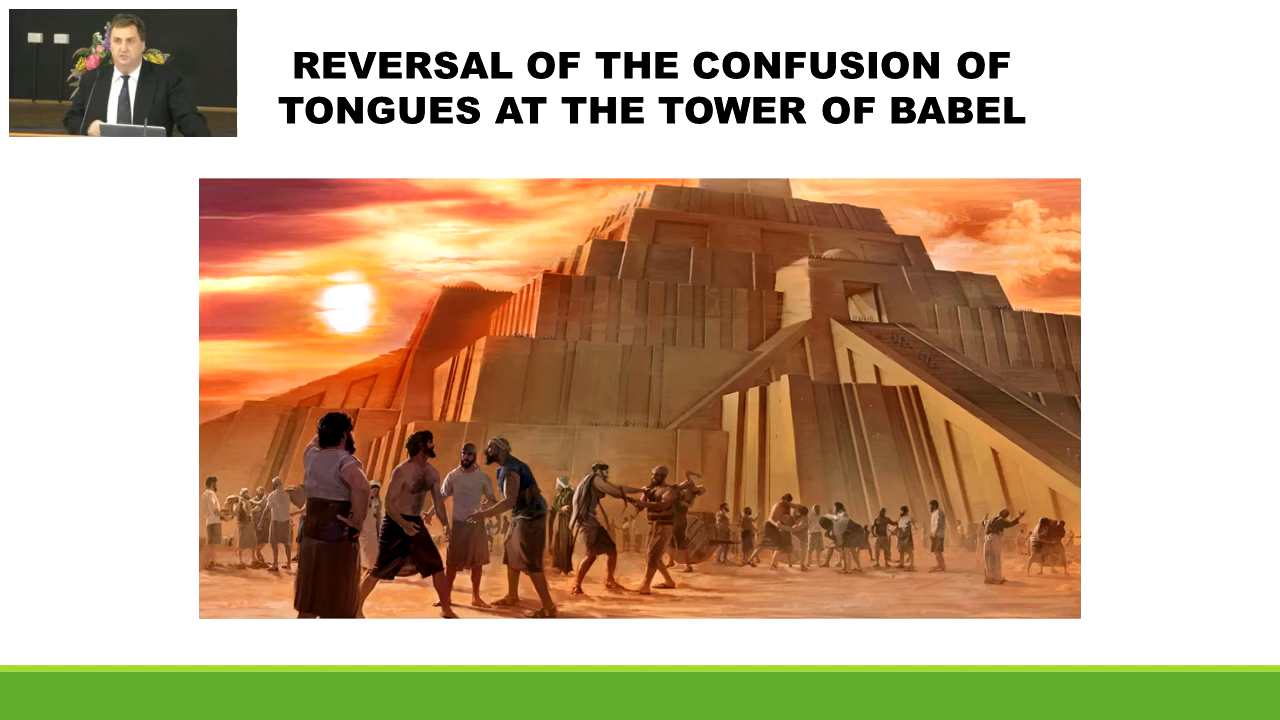 REVERSAL OF THE CONFUSION OF
TONGUES AT THE TOWER OF BABEL